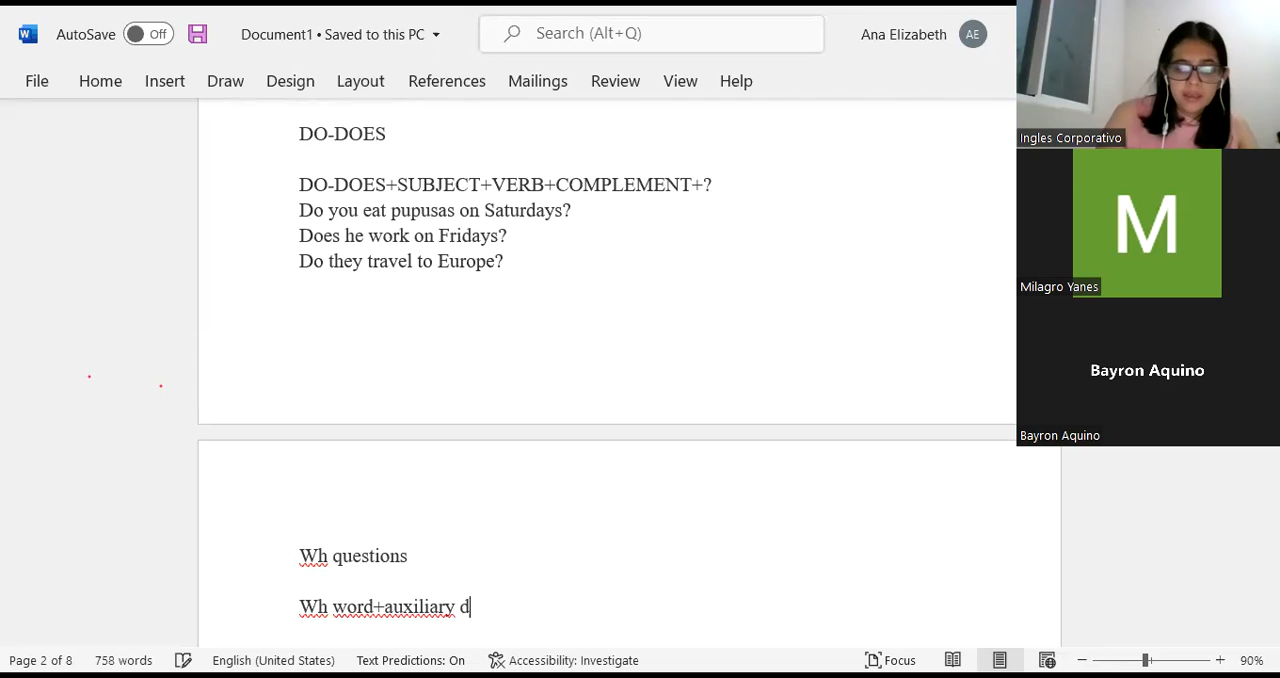 AutoSave Off Document1 • Saved to this PC Search (Alt+Q) Ana Elizabeth AE
File Home Insert Draw Design Layout References Mailings Review View Help
DO-DOES
DO-DOES+SUBJECT+VERB+COMPLEMENT+?
Do you eat pupusas on Saturdays?
Does he work on Fridays?
Do they travel to Europe?
Wh questions
Wh word+auxiliary d
Ingles Corporativo
M
Milagro Yanes
Bayron Aquino
Bayron Aquino
Page 2 of 8 758 words English (United States) Text Predictions: On Accessibility: Investigate Focus 90%